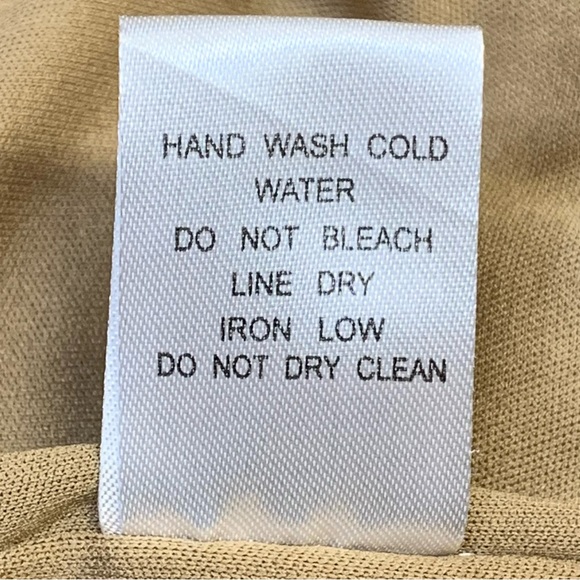 HAND WASH COLD
WATER
DO NOT BLEACH
LINE DRY
IRON LOW
DO NOT DRY CLEAN